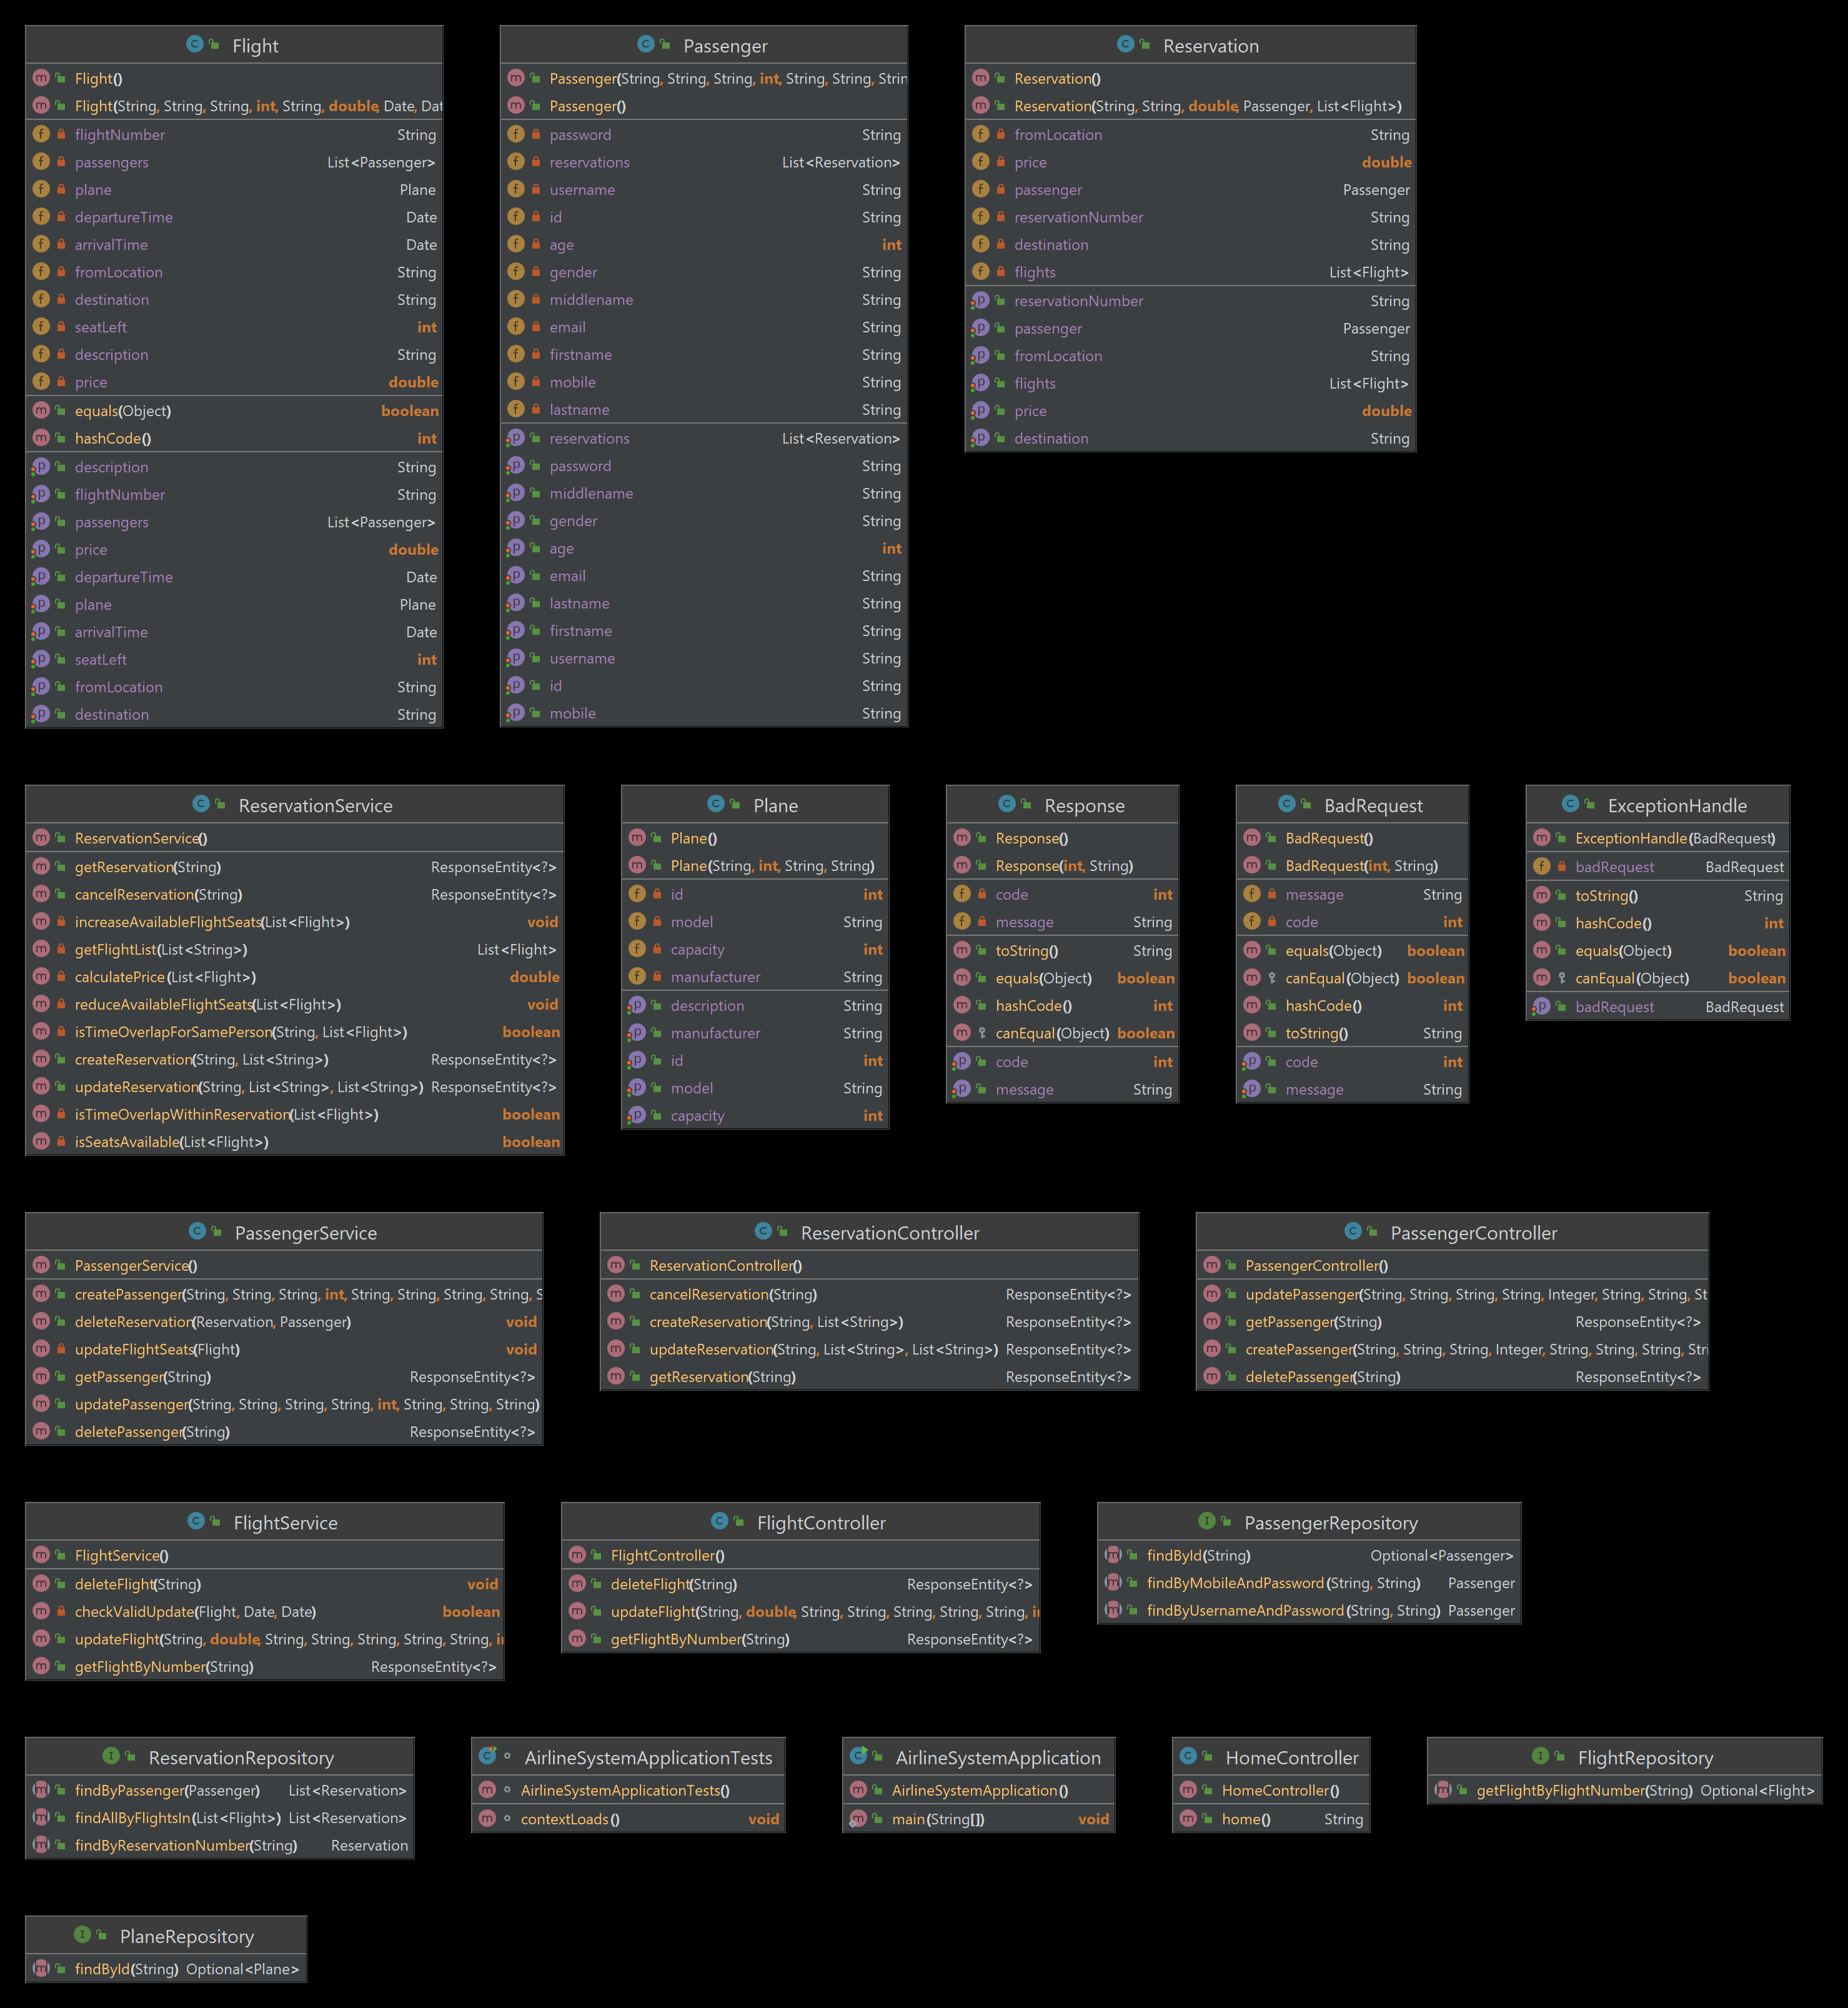 Flight
Flight()
Flight(String, String, String, int, String, double, Date, Dat
flightNumber String
passengers List<Passenger>
plane Plane
departureTime Date
arrivalTime Date
fromLocation String
destination String
seatLeft int
description String
price double
equals(Object) boolean
hashCode() int
description String
flightNumber String
passengers List<Passenger>
price double
departureTime Date
plane Plane
arrivalTime Date
seatLeft int
fromLocation String
destination String
Passenger
Passenger(String, String, String, int, String, String, Strin
Passenger()
password String
reservations List<Reservation>
username String
id String
age int
gender String
middlename String
email String
firstname String
mobile String
lastname String
reservations List<Reservation>
password String
middlename String
gender String
age int
email String
lastname String
firstname String
username String
id String
mobile String
Reservation
Reservation()
Reservation(String, String, double, Passenger, List<Flight>)
fromLocation String
price double
passenger Passenger
reservationNumber String
destination String
flights List<Flight>
reservationNumber String
passenger Passenger
fromLocation String
flights List<Flight>
price double
destination String
ReservationService
ReservationService()
getReservation(String) ResponseEntity<?>
cancelReservation(String) ResponseEntity<?>
increaseAvailableFlightSeats(List<Flight>) void
getFlightList(List<String>) List<Flight>
calculatePrice(List<Flight>) double
reduceAvailableFlightSeats(List<Flight>) void
isTimeOverlapForSamePerson(String, List<Flight>) boolean
createReservation(String, List<String>) ResponseEntity<?>
updateReservation(String, List<String>, List<String>) ResponseEntity<?>
isTimeOverlapWithinReservation(List<Flight>) boolean
isSeatsAvailable(List<Flight>) boolean
Plane
Plane()
Plane(String, int, String, String)
id int
model String
capacity int
manufacturer String
description String
manufacturer String
id int
model String
capacity int
Response
Response()
Response(int, String)
code int
message String
toString() String
equals(Object) boolean
hashCode() int
canEqual(Object) boolean
code int
message String
BadRequest
BadRequest()
BadRequest(int, String)
message String
code int
equals(Object) boolean
canEqual(Object) boolean
hashCode() int
toString() String
code int
message String
ExceptionHandle
ExceptionHandle(BadRequest)
badRequest BadRequest
toString() String
hashCode() int
equals(Object) boolean
canEqual(Object) boolean
badRequest BadRequest
PassengerService
PassengerService()
createPassenger(String, String, String, int, String, String, String, String, S
deleteReservation(Reservation, Passenger) void
updateFlightSeats(Flight) void
getPassenger(String) ResponseEntity<?>
updatePassenger(String, String, String, String, int, String, String, String)
deletePassenger(String) ResponseEntity<?>
ReservationController
ReservationController()
cancelReservation(String) ResponseEntity<?>
createReservation(String, List<String>) ResponseEntity<?>
updateReservation(String, List<String>, List<String>) ResponseEntity<?>
getReservation(String) ResponseEntity<?>
PassengerController
PassengerController()
updatePassenger(String, String, String, String, Integer, String, String, St
getPassenger(String) ResponseEntity<?>
createPassenger(String, String, String, Integer, String, String, String, Stri
deletePassenger(String) ResponseEntity<?>
FlightService
FlightService()
deleteFlight(String) void
checkValidUpdate(Flight, Date, Date) boolean
updateFlight(String, double, String, String, String, String, String, in
getFlightByNumber(String) ResponseEntity<?>
FlightController
FlightController()
deleteFlight(String) ResponseEntity<?>
updateFlight(String, double, String, String, String, String, String, in
getFlightByNumber(String) ResponseEntity<?>
PassengerRepository
findById(String) Optional<Passenger>
findByMobileAndPassword(String, String) Passenger
findByUsernameAndPassword(String, String) Passenger
ReservationRepository
findByPassenger(Passenger) List<Reservation>
findAllByFlightsIn(List<Flight>) List<Reservation>
findByReservationNumber(String) Reservation
AirlineSystemApplicationTests
AirlineSystemApplicationTests()
contextLoads() void
AirlineSystemApplication
AirlineSystemApplication()
main(String[]) void
HomeController
HomeController()
home() String
FlightRepository
getFlightByFlightNumber(String) Optional<Flight>
PlaneRepository
findById(String) Optional<Plane>